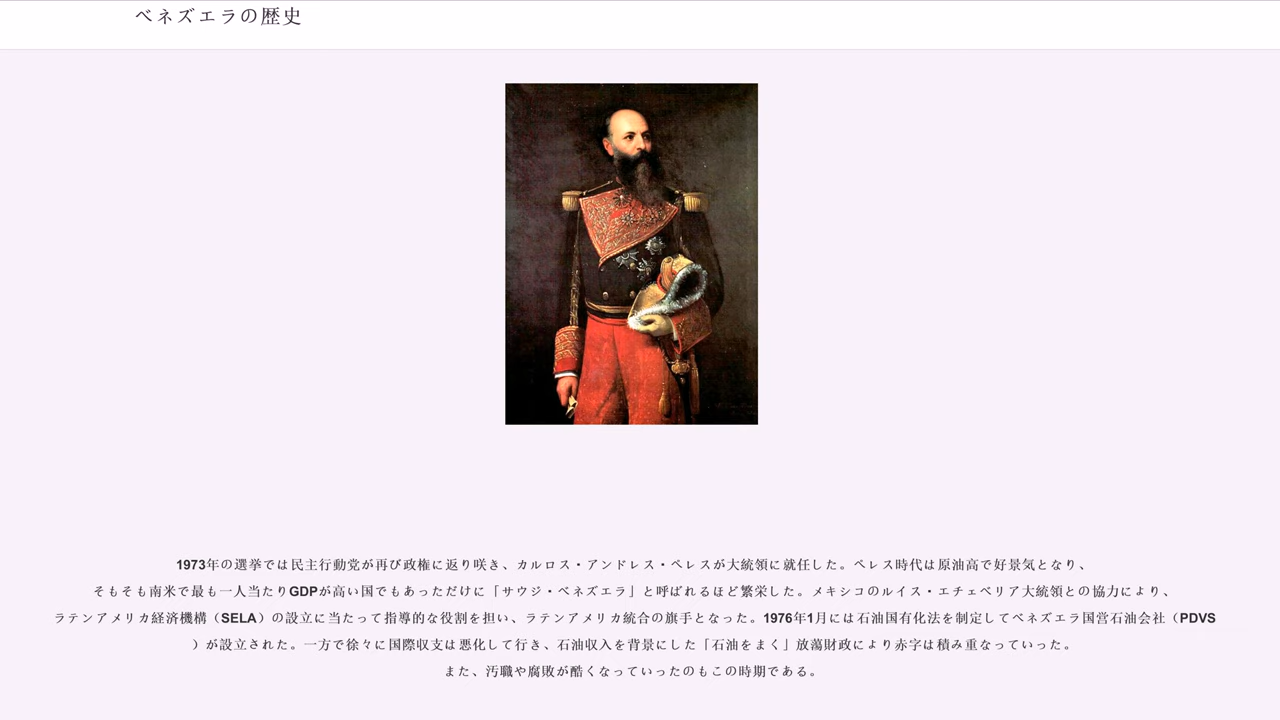 ベネズエラの歴史
1973年の選挙では民主行動党が再び政権に返り咲き、カルロス・アンドレス・ペレスが大統領に就任した。ペレス時代は原油高で好景気となり、
そもそも南米で最も一人当たりGDPが高い国でもあっただけに「サウジ・ベネズエラ」と呼ばれるほど繁栄した。メキシコのルイス・エチェベリア大統領との協力により、
ラテンアメリカ経済機構（SELA）の設立に当たって指導的な役割を担い、ラテンアメリカ統合の旗手となった。1976年1月には石油国有化法を制定してベネズエラ国営石油会社（PDVS
）が設立された。一方で徐々に国際収支は悪化して行き、石油収入を背景にした「石油をまく」放蕩財政により赤字は積み重なっていった。
また、汚職や腐敗が酷くなっていったのもこの時期である。